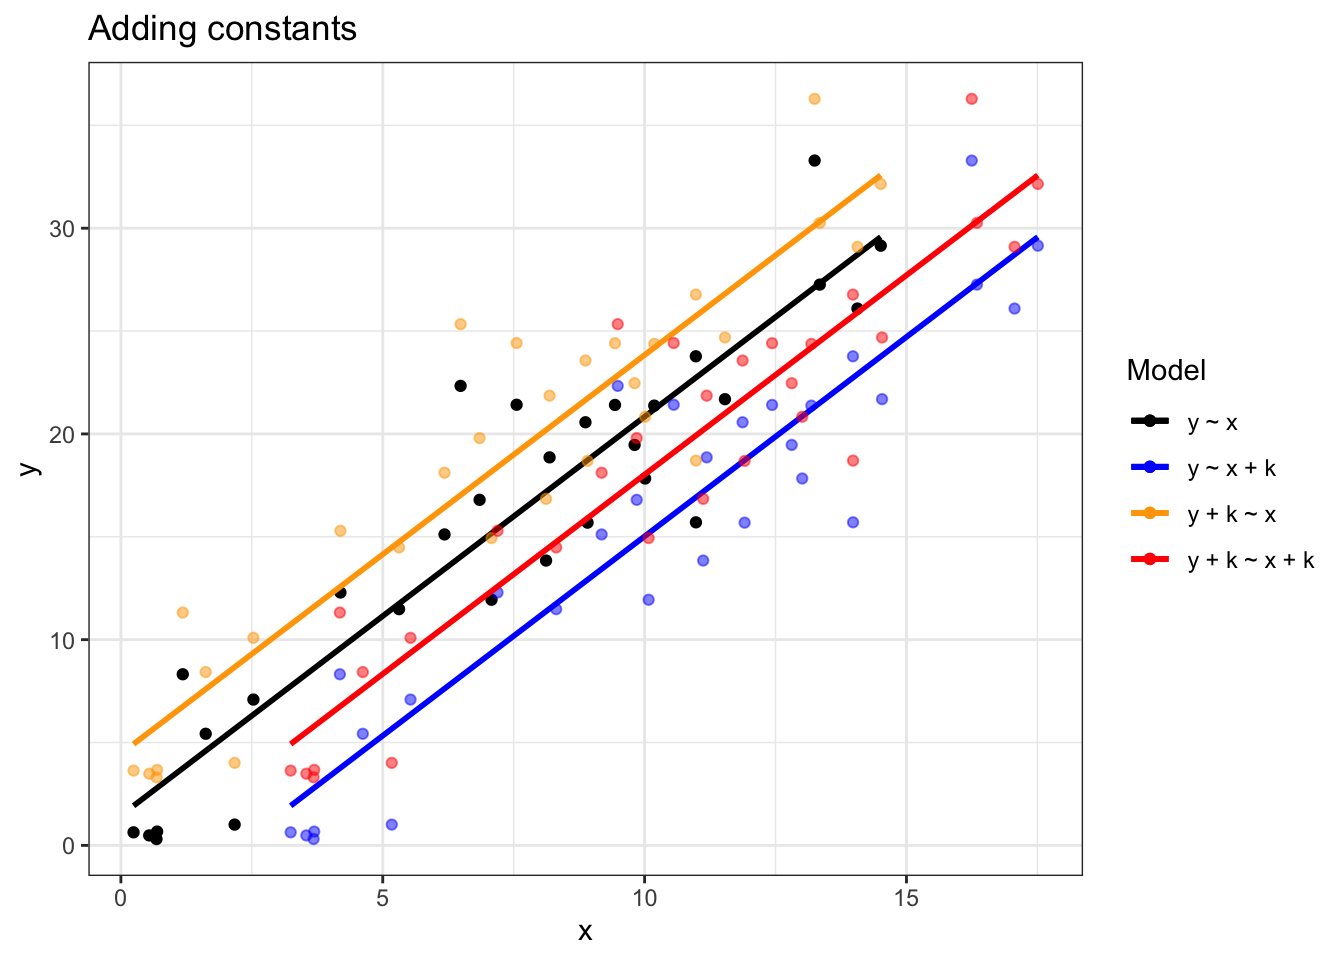 Adding constants
y
30
20
10
0
0 5 10 15
x
Model
y ~ x
y ~ x + k
y + k ~ x
y + k ~ x + k